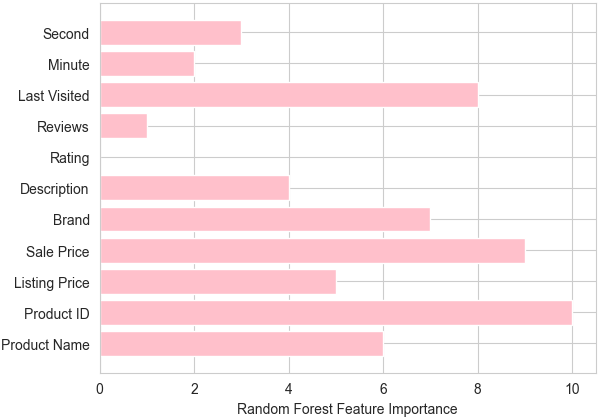 Second
Minute
Last Visited
Reviews
Rating
Description
Brand
Sale Price
Listing Price
Product ID
Product Name
0 2 4 6 8 10
Random Forest Feature Importance